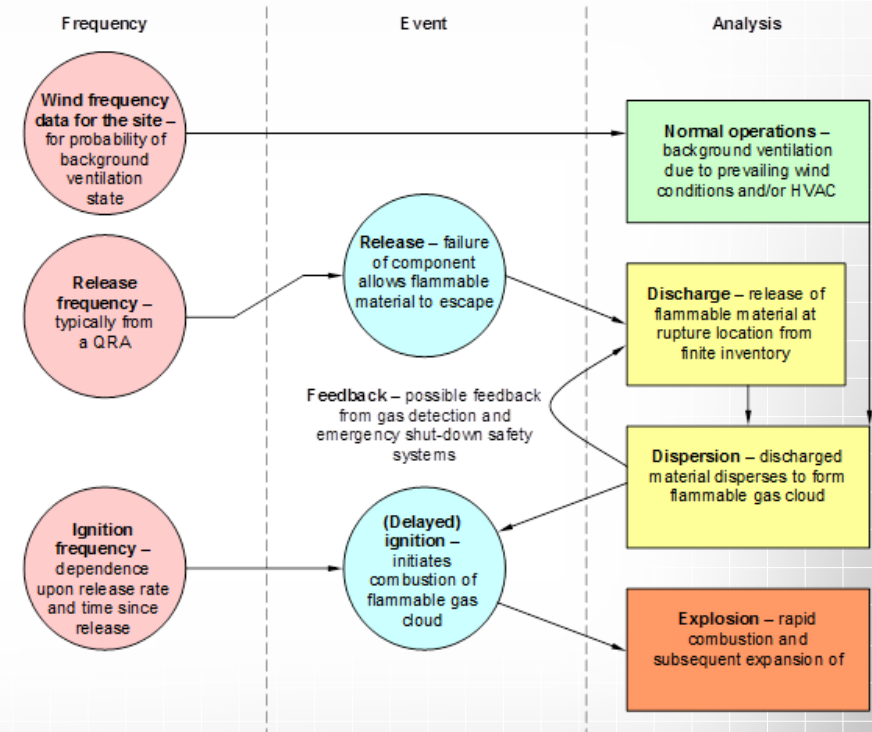 Frequency
Event
Analysis
Wind frequency
data for the site –
for probability of
background
ventilation
state
Normal operations –
background ventilation
due to prevailing wind
conditions and/or HVAC
Release – failure
of component
allows flammable
material to escape
Release
frequency –
typically from
a QRA
Discharge – release of
flammable material at
rupture location from
finite inventory
Feedback – possible feedback
from gas detection and
emergency shut-down safety
systems
Dispersion – discharged
material disperses to form
flammable gas cloud
Ignition
frequency –
dependence
upon release rate
and time since
release
(Delayed)
ignition –
initiates
combustion of
flammable gas
cloud
Explosion – rapid
combustion and
subsequent expansion of